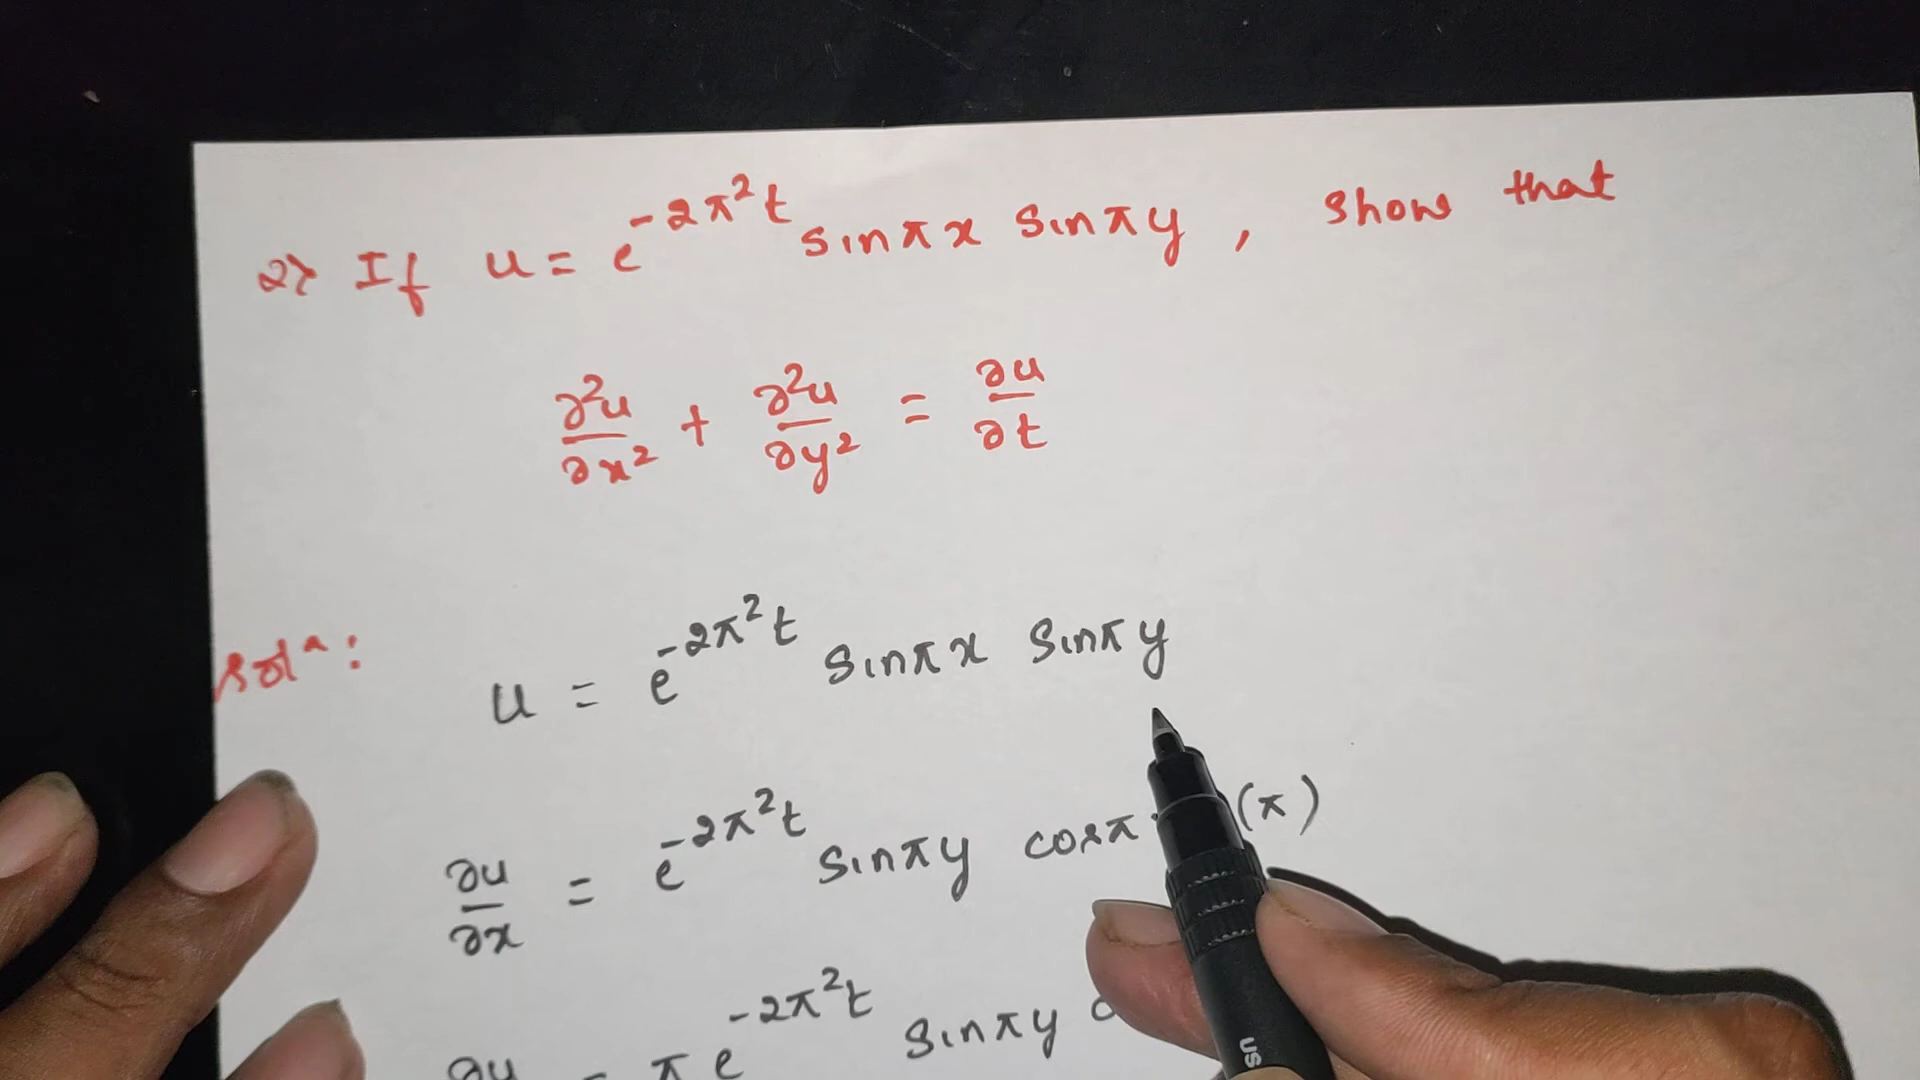 2) If u = e^{-2π²t} sinπx sinπy, show that
∂²u/∂x² + ∂²u/∂y² = ∂u/∂t
solⁿ:
u = e^{-2π²t} sinπx sinπy
∂u/∂x = e^{-2π²t} sinπy cosπ (π)
∂u = π e^{-2π²t} sinπy